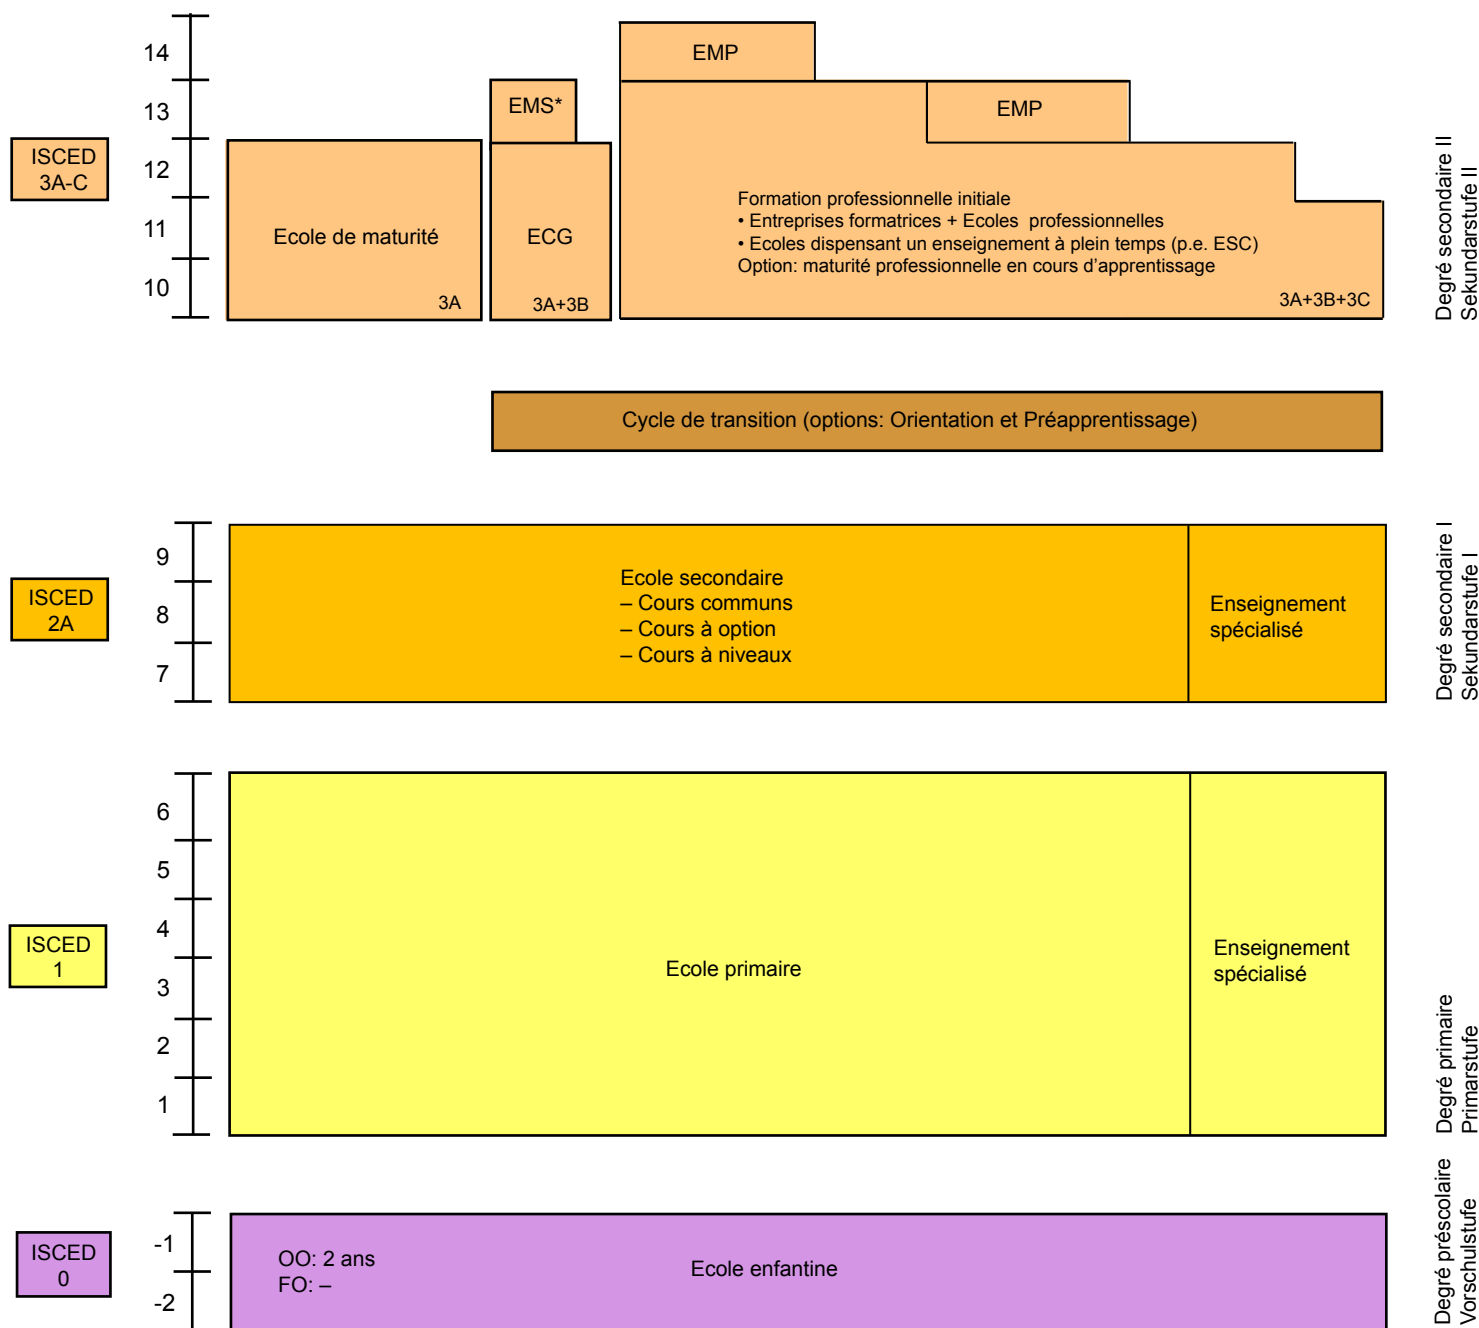 14
EMP
13
EMS*
EMP
ISCED
3A-C
12
11
10
Ecole de maturité
3A
ECG
3A+3B
Formation professionnelle initiale
• Entreprises formatrices + Ecoles professionnelles
• Ecoles dispensant un enseignement à plein temps (p.e. ESC)
Option: maturité professionnelle en cours d'apprentissage
3A+3B+3C
Degré secondaire II
Sekundarstufe II
Cycle de transition (options: Orientation et Préapprentissage)
ISCED
2A
9
8
7
Ecole secondaire
– Cours communs
– Cours à option
– Cours à niveaux
Enseignement
spécialisé
Degré secondaire I
Sekundarstufe I
ISCED
1
6
5
4
3
2
1
Ecole primaire
Enseignement
spécialisé
Degré primaire
Primarstufe
ISCED
0
-1
-2
OO: 2 ans
FO: –
Ecole enfantine
Degré préscolaire
Vorschulstufe